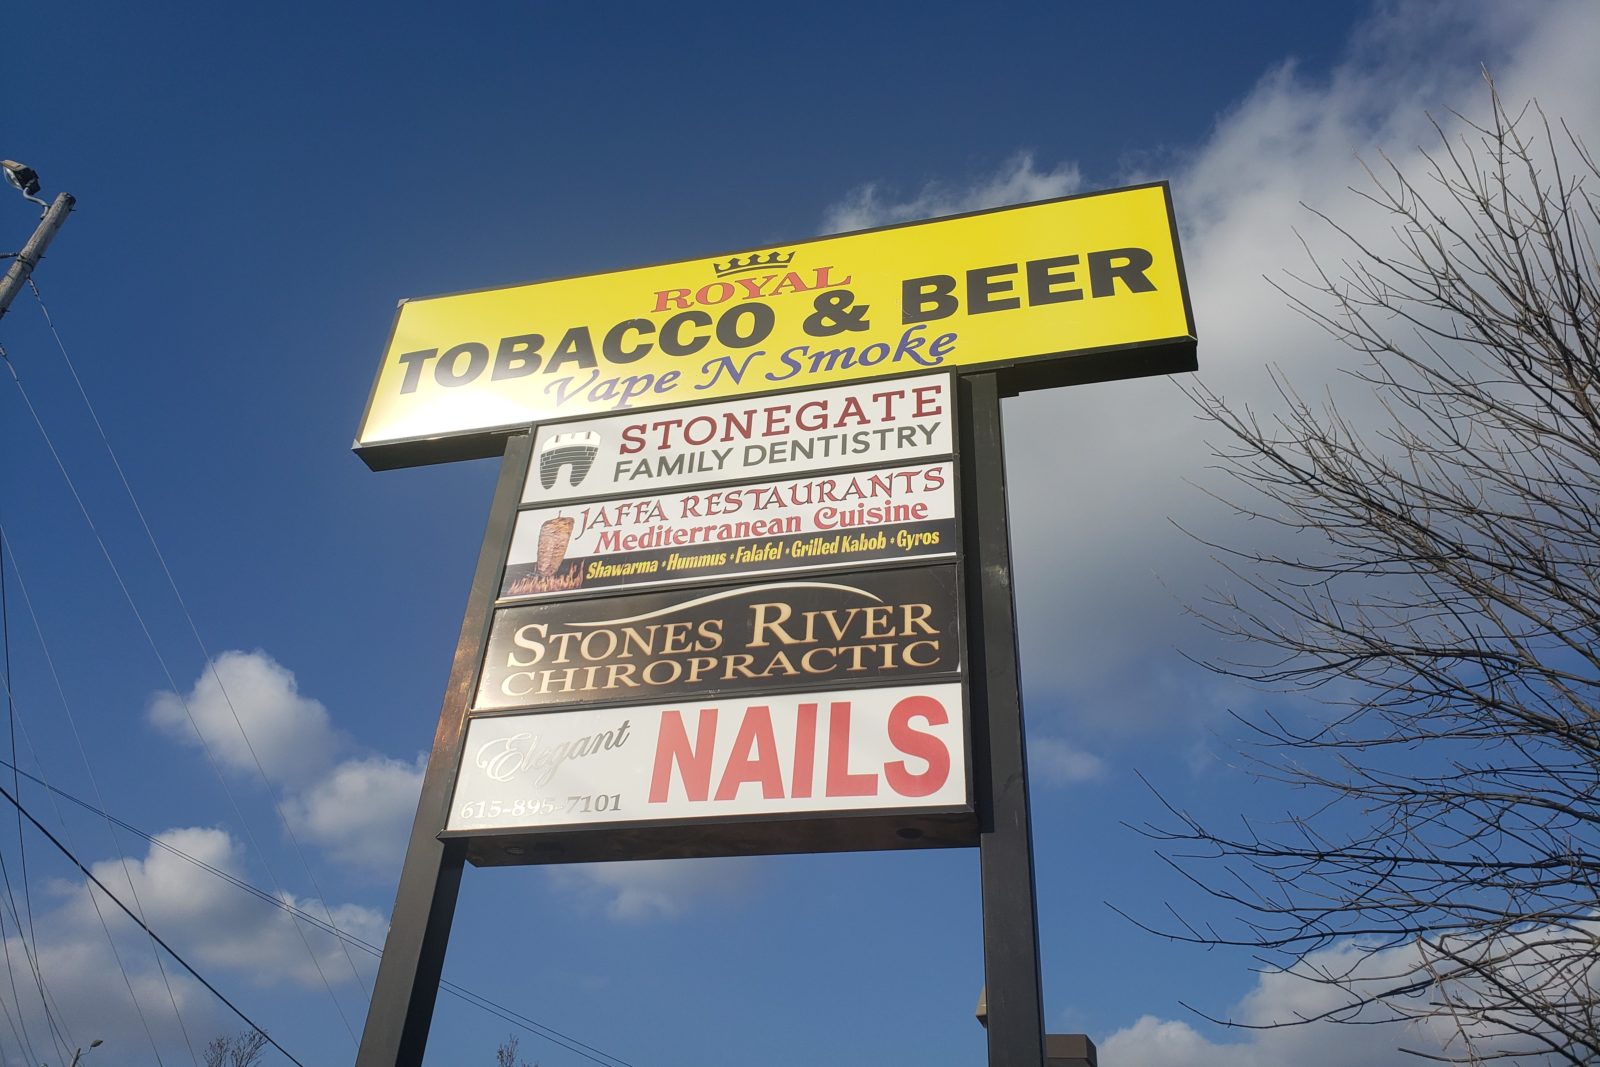 ROYAL
TOBACCO & BEER
Vape N Smoke
STONEGATE
FAMILY DENTISTRY
JAFFA RESTAURANTS
Mediterranean Cuisine
Shawarma • Hummus • Falafel • Grilled Kabob • Gyros
STONES RIVER
CHIROPRACTIC
Elegant NAILS
615-895-7101